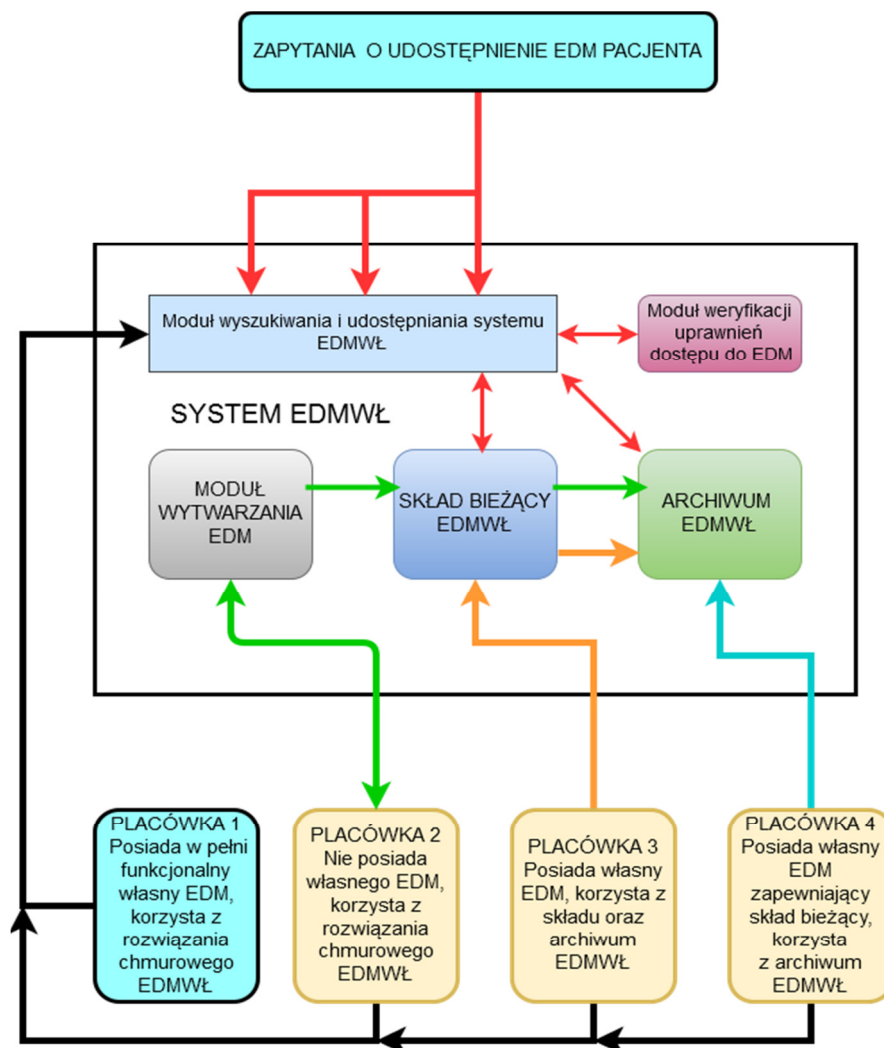 ZAPYTANIA O UDOSTĘPNIENIE EDM PACJENTA
Moduł wyszukiwania i udostępniania systemu
EDMWŁ
Moduł weryfikacji
uprawnień
dostępu do EDM
SYSTEM EDMWŁ
MODUŁ
WYTWARZANIA
EDM
SKŁAD BIEŻĄCY
EDMWŁ
ARCHIWUM
EDMWŁ
PLACÓWKA 1
Posiada w pełni
funkcjonalny
własny EDM,
korzysta z
rozwiązania
chmurowego
EDMWŁ
PLACÓWKA 2
Nie posiada
własnego EDM,
korzysta z
rozwiązania
chmurowego
EDMWŁ
PLACÓWKA 3
Posiada własny
EDM, korzysta z
składu oraz
archiwum
EDMWŁ
PLACÓWKA 4
Posiada własny
EDM
zapewniający
skład bieżący,
korzysta
z archiwum
EDMWŁ